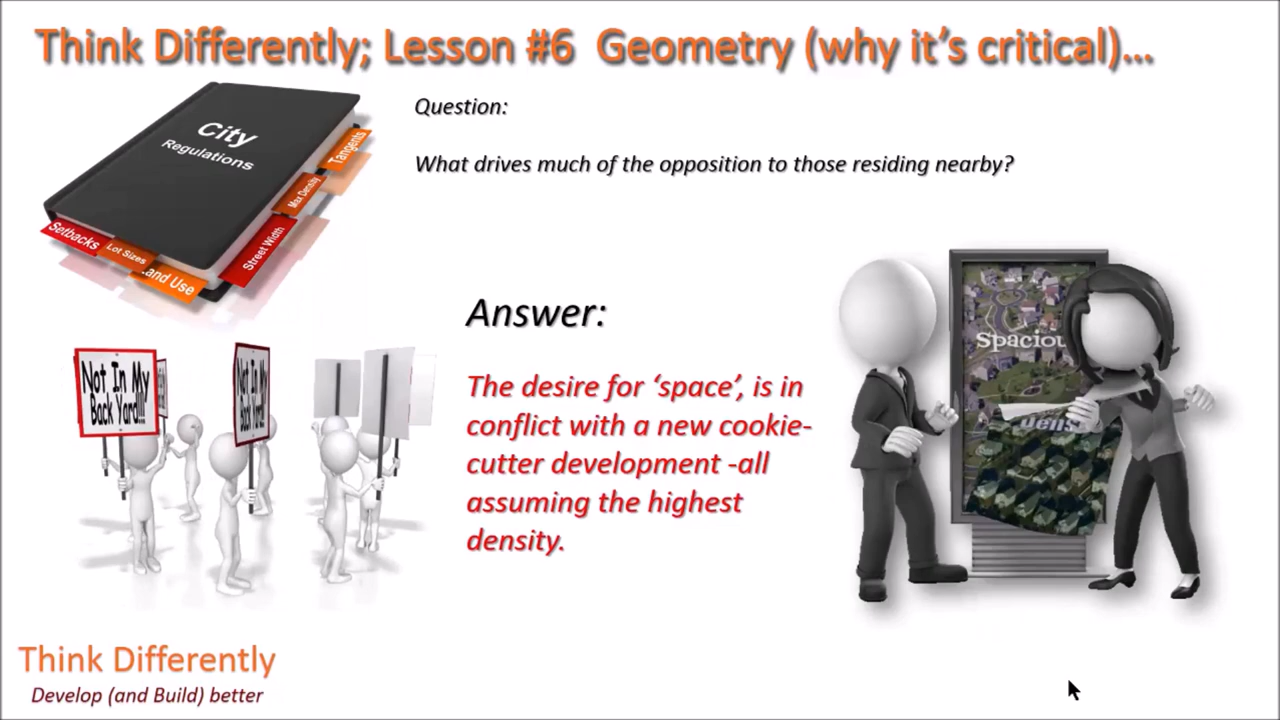 Think Differently; Lesson #6 Geometry (why it's critical)...
City
Regulations
Tangents
Max Density
Street Width
Setbacks
Lot Sizes
and Use
Question:
What drives much of the opposition to those residing nearby?
Answer:
The desire for ‘space’, is in
conflict with a new cookie-
cutter development -all
assuming the highest
density.
Not In My
Back Yard!!!
Not In My
Back Yard!
Spaciou
dens
Think Differently
Develop (and Build) better